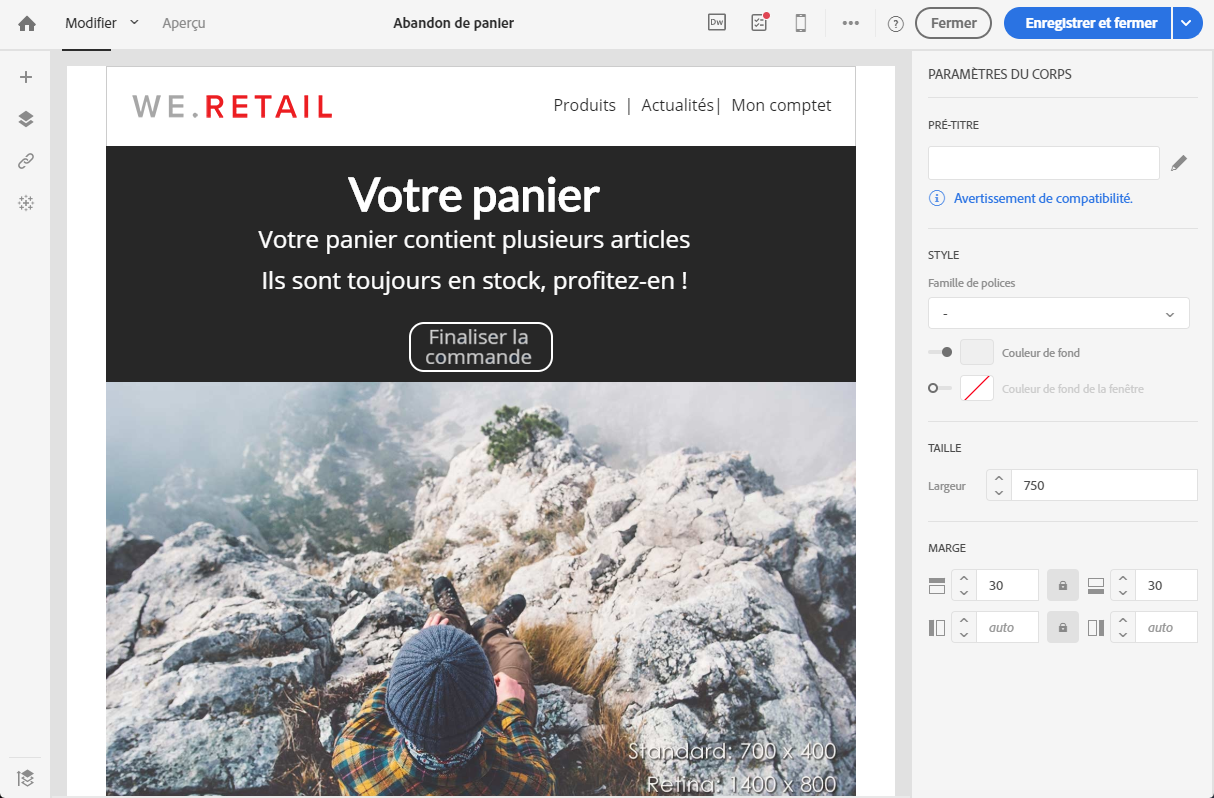 Modifier Aperçu Abandon de panier Dw ? Fermer Enregistrer et fermer
WE.RETAIL Produits | Actualités| Mon comptet
Votre panier
Votre panier contient plusieurs articles
Ils sont toujours en stock, profitez-en !
Finaliser la
commande
Standard: 700 x 400
Retina: 1400 x 800
PARAMÈTRES DU CORPS
PRÉ-TITRE
Avertissement de compatibilité.
STYLE
Famille de polices
-
Couleur de fond
Couleur de fond de la fenêtre
TAILLE
Largeur 750
MARGE
30 30
auto auto